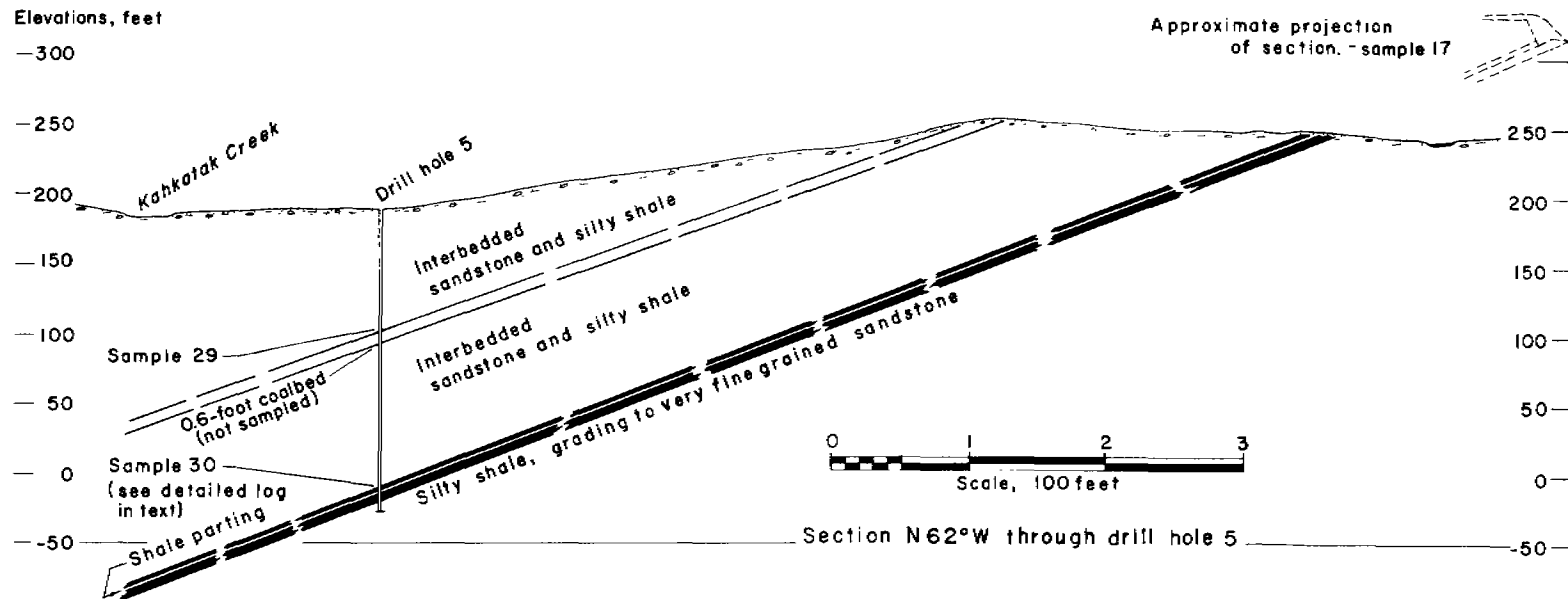 Elevations, feet
Approximate projection
of section. - sample 17
—300
—250
250
Kahkatak Creek
Drill hole 5
—200
200
Interbedded
sandstone and silty shale
—150
150
—100
100
Sample 29
Interbedded
sandstone and silty shale
— 50
50
0.6-foot coalbed
(not sampled)
— 0
0
Sample 30
(see detailed log
in text)
Silty shale, grading to very fine grained sandstone
0 1 2 3
Scale, 100 feet
Shale parting
— -50
-50
Section N 62° W through drill hole 5